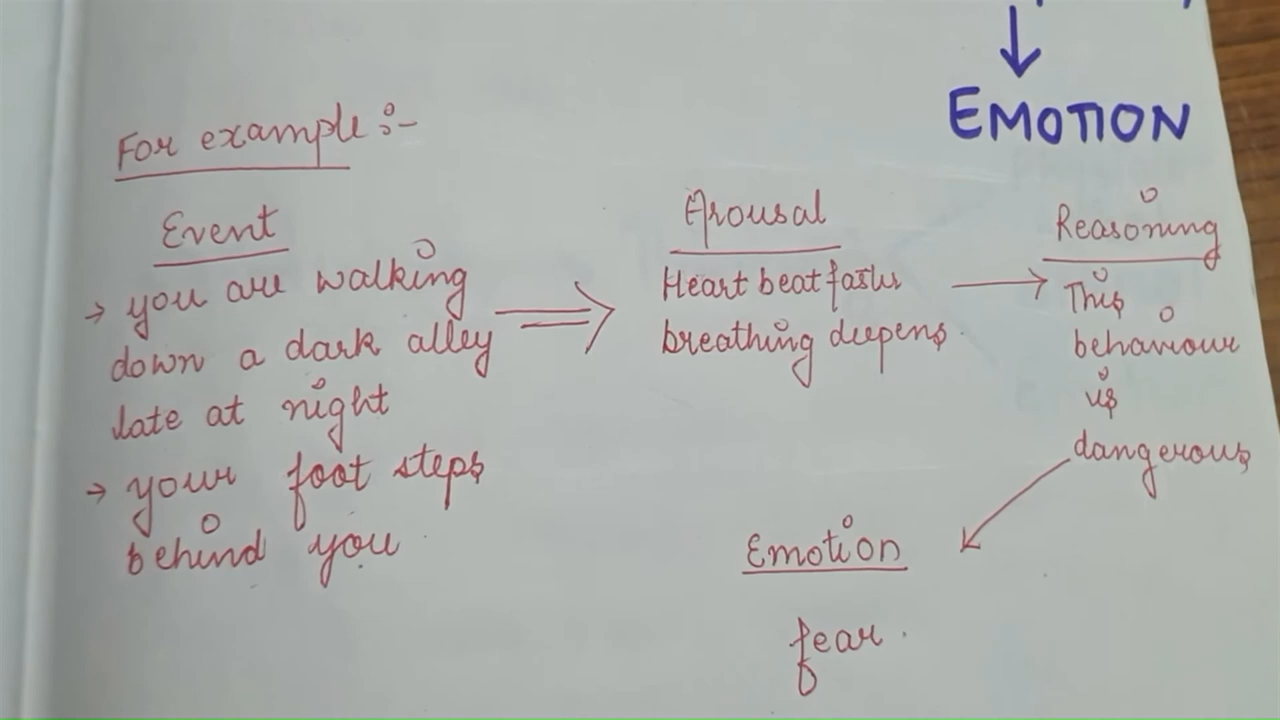 EMOTION
For example :-
Event
→ you are walking
down a dark alley
late at night
→ your foot steps
behind you
Arousal
Heart beat faster
breathing deepens.
Reasoning
This
behaviour
is
dangerous
Emotion
fear.